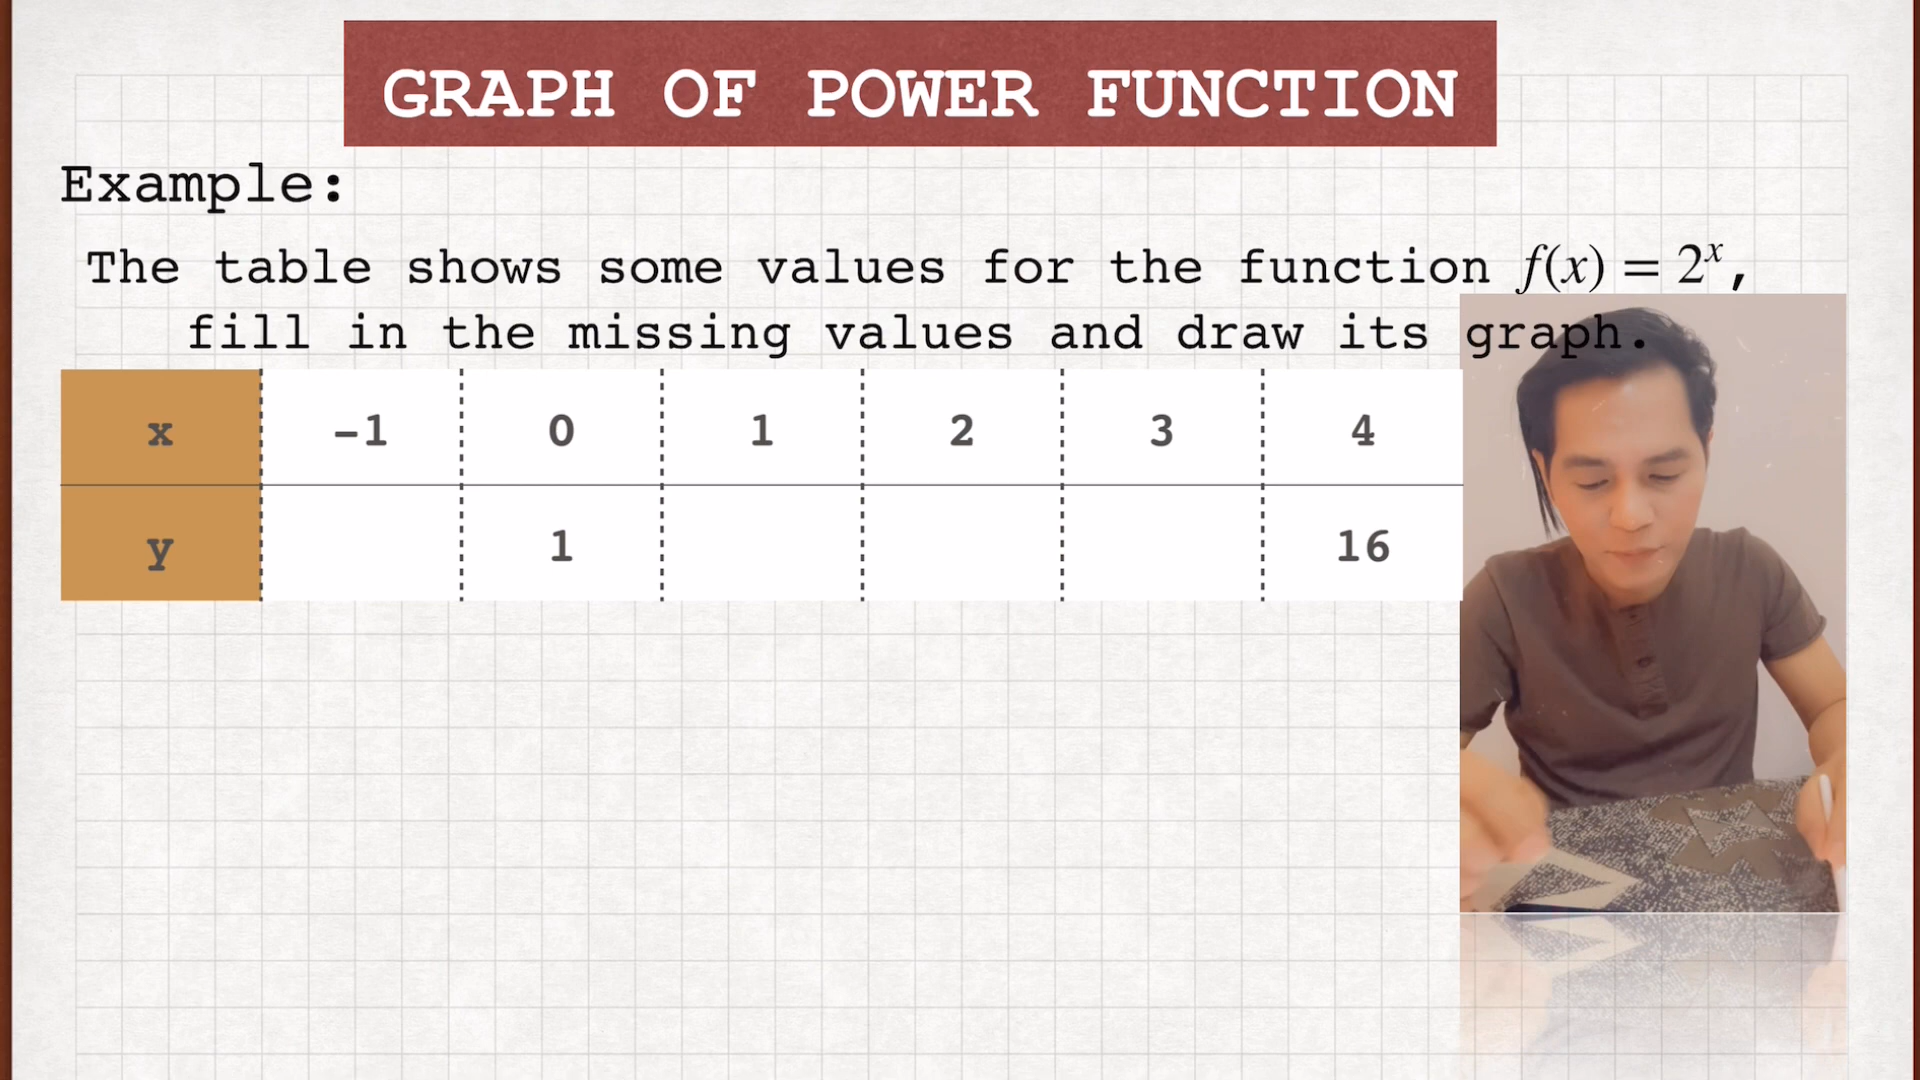 GRAPH OF POWER FUNCTION
Example:
The table shows some values for the function f(x) = 2ˣ,
fill in the missing values and draw its graph.
x -1 0 1 2 3 4
y 1 16